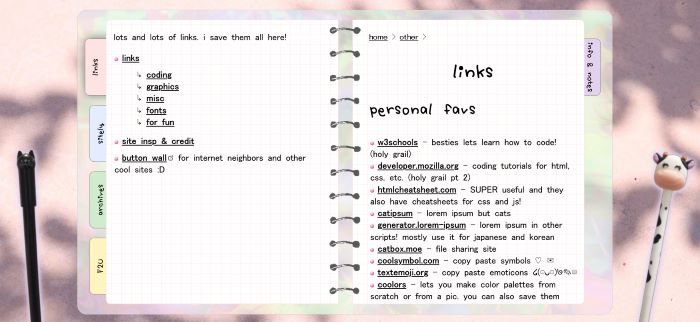 lots and lots of links. i save them all here!
links
↳ coding
↳ graphics
↳ misc
↳ fonts
↳ for fun
site insp & credit
button wall for internet neighbors and other
cool sites :D
links
sitely
archives
F2U
home > other >
links
personal favs
w3schools - besties lets learn how to code!
(holy grail)
developer.mozilla.org - coding tutorials for html,
css, etc. (holy grail pt 2)
htmlcheatsheet.com - SUPER useful and they
also have cheatsheets for css and js!
catipsum - lorem ipsum but cats
generator.lorem-ipsum - lorem ipsum in other
scripts! mostly use it for japanese and korean
catbox.moe - file sharing site
coolsymbol.com - copy paste symbols ♡ ✉
textemoji.org - copy paste emoticons
coolors - lets you make color palettes from
scratch or from a pic. you can also save them
info & notes